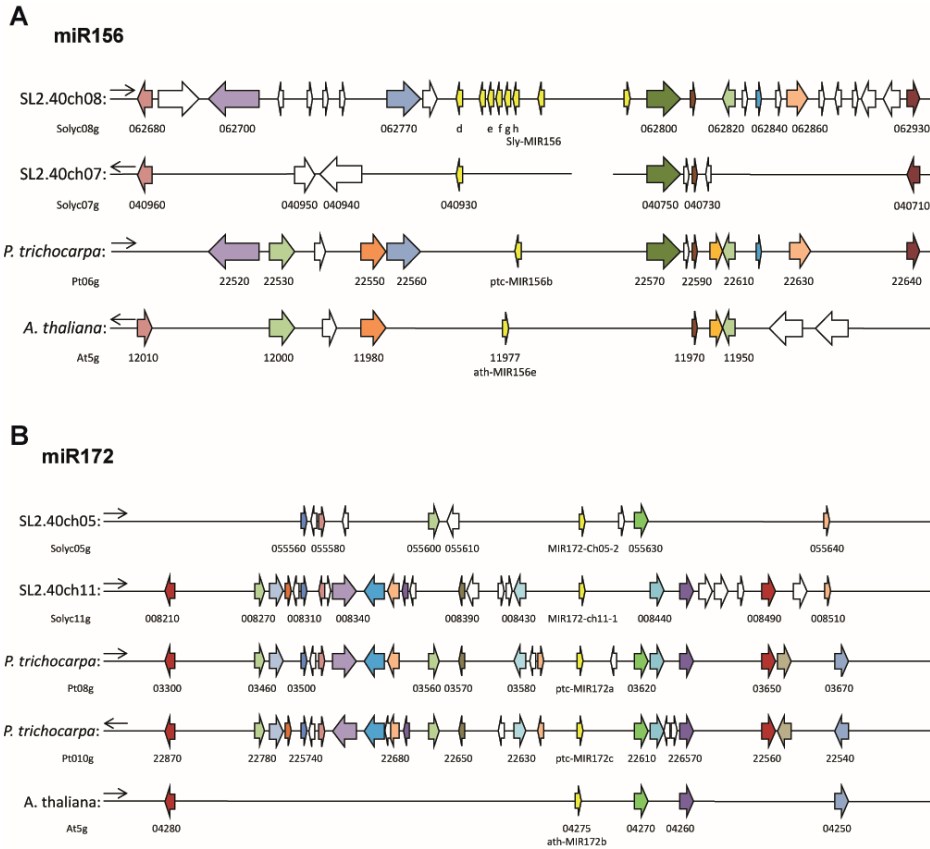 A
miR156
SL2.40ch08:
Solyc08g
062680 062700 062770 d e f g h 062800 062820 062840 062860 062930
Sly-MIR156
SL2.40ch07:
Solyc07g
040960 040950 040940 040930 040750 040730 040710
P. trichocarpa:
Pt06g
22520 22530 22550 22560 ptc-MIR156b 22570 22590 22610 22630 22640
A. thaliana:
At5g
12010 12000 11980 11977 11970 11950
ath-MIR156e
B
miR172
SL2.40ch05:
Solyc05g
055560 055580 055600 055610 MIR172-Ch05-2 055630 055640
SL2.40ch11:
Solyc11g
008210 008270 008310 008340 008390 008430 MIR172-ch11-1 008440 008490 008510
P. trichocarpa:
Pt08g
03300 03460 03500 03560 03570 03580 ptc-MIR172a 03620 03650 03670
P. trichocarpa:
Pt010g
22870 22780 225740 22680 22650 22630 ptc-MIR172c 22610 226570 22560 22540
A. thaliana:
At5g
04280 04275 04270 04260 04250
ath-MIR172b